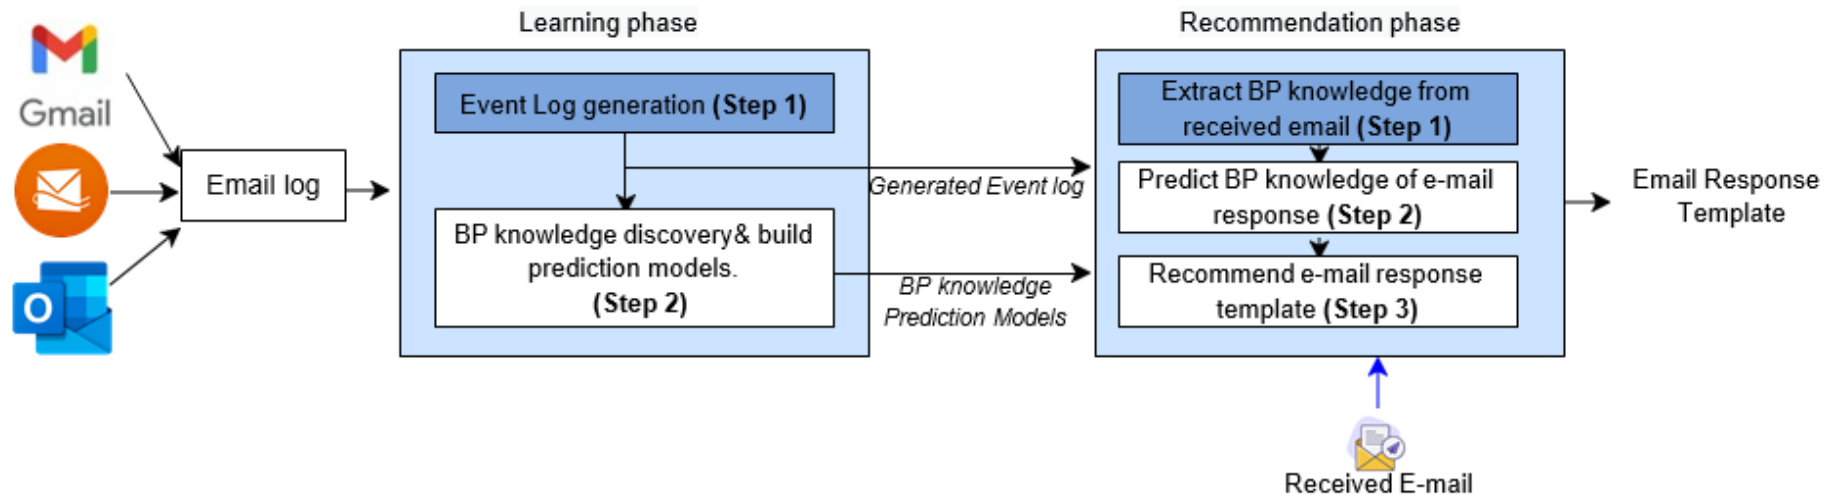 Learning phase
Recommendation phase
Gmail
Email log
Event Log generation (Step 1)
BP knowledge discovery& build
prediction models.
(Step 2)
Generated Event log
BP knowledge
Prediction Models
Extract BP knowledge from
received email (Step 1)
Predict BP knowledge of e-mail
response (Step 2)
Recommend e-mail response
template (Step 3)
Email Response
Template
O
Received E-mail